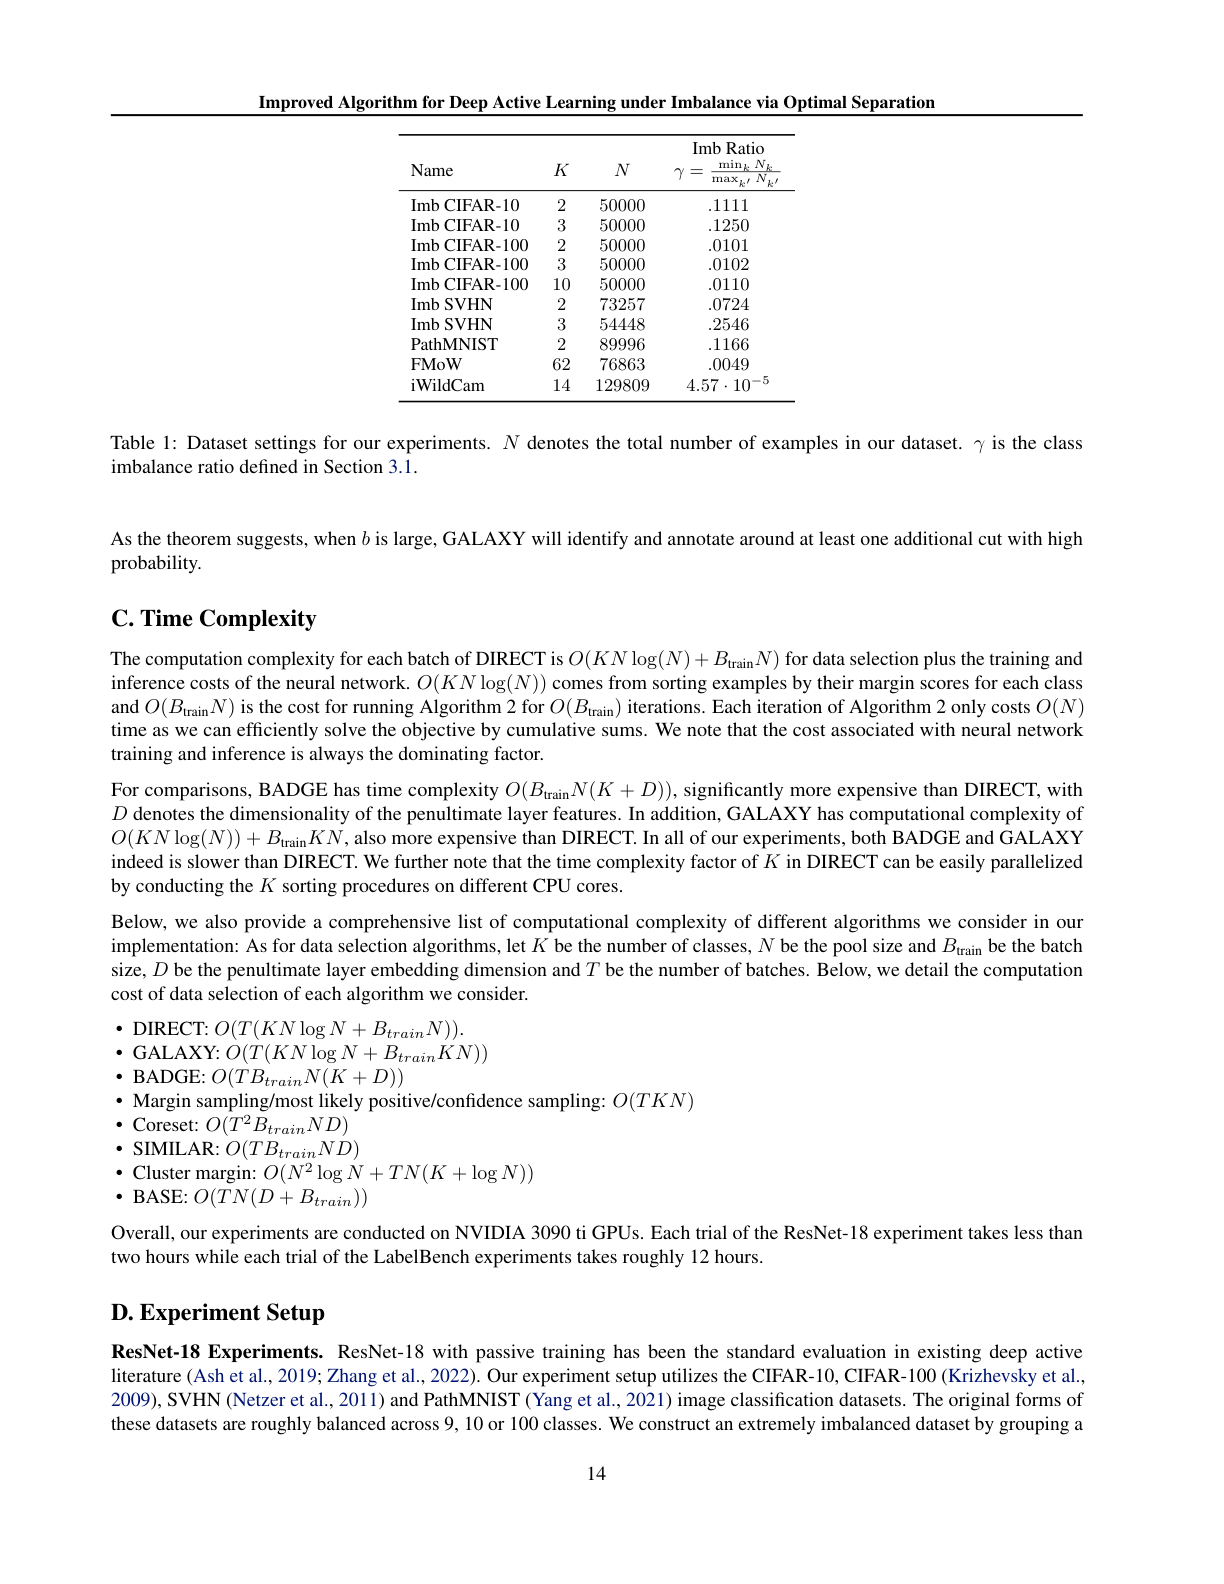 Improved Algorithm for Deep Active Learning under Imbalance via Optimal Separation
Name K N Imb Ratio γ = min_k N_k / max_k′ N_k′
Imb CIFAR-10 2 50000 .1111
Imb CIFAR-10 3 50000 .1250
Imb CIFAR-100 2 50000 .0101
Imb CIFAR-100 3 50000 .0102
Imb CIFAR-100 10 50000 .0110
Imb SVHN 2 73257 .0724
Imb SVHN 3 54448 .2546
PathMNIST 2 89996 .1166
FMoW 62 76863 .0049
iWildCam 14 129809 4.57 · 10⁻⁵
Table 1: Dataset settings for our experiments. N denotes the total number of examples in our dataset. γ is the class
imbalance ratio defined in Section 3.1.
As the theorem suggests, when b is large, GALAXY will identify and annotate around at least one additional cut with high
probability.
C. Time Complexity
The computation complexity for each batch of DIRECT is O(KN log(N) + B_train N) for data selection plus the training and
inference costs of the neural network. O(KN log(N)) comes from sorting examples by their margin scores for each class
and O(B_train N) is the cost for running Algorithm 2 for O(B_train) iterations. Each iteration of Algorithm 2 only costs O(N)
time as we can efficiently solve the objective by cumulative sums. We note that the cost associated with neural network
training and inference is always the dominating factor.
For comparisons, BADGE has time complexity O(B_train N(K + D)), significantly more expensive than DIRECT, with
D denotes the dimensionality of the penultimate layer features. In addition, GALAXY has computational complexity of
O(KN log(N)) + B_train KN, also more expensive than DIRECT. In all of our experiments, both BADGE and GALAXY
indeed is slower than DIRECT. We further note that the time complexity factor of K in DIRECT can be easily parallelized
by conducting the K sorting procedures on different CPU cores.
Below, we also provide a comprehensive list of computational complexity of different algorithms we consider in our
implementation: As for data selection algorithms, let K be the number of classes, N be the pool size and B_train be the batch
size, D be the penultimate layer embedding dimension and T be the number of batches. Below, we detail the computation
cost of data selection of each algorithm we consider.
• DIRECT: O(T(KN log N + B_train N)).
• GALAXY: O(T(KN log N + B_train KN))
• BADGE: O(TB_train N(K + D))
• Margin sampling/most likely positive/confidence sampling: O(TKN)
• Coreset: O(T²B_train ND)
• SIMILAR: O(TB_train ND)
• Cluster margin: O(N² log N + TN(K + log N))
• BASE: O(TN(D + B_train))
Overall, our experiments are conducted on NVIDIA 3090 ti GPUs. Each trial of the ResNet-18 experiment takes less than
two hours while each trial of the LabelBench experiments takes roughly 12 hours.
D. Experiment Setup
ResNet-18 Experiments. ResNet-18 with passive training has been the standard evaluation in existing deep active
literature (Ash et al., 2019; Zhang et al., 2022). Our experiment setup utilizes the CIFAR-10, CIFAR-100 (Krizhevsky et al.,
2009), SVHN (Netzer et al., 2011) and PathMNIST (Yang et al., 2021) image classification datasets. The original forms of
these datasets are roughly balanced across 9, 10 or 100 classes. We construct an extremely imbalanced dataset by grouping a
14